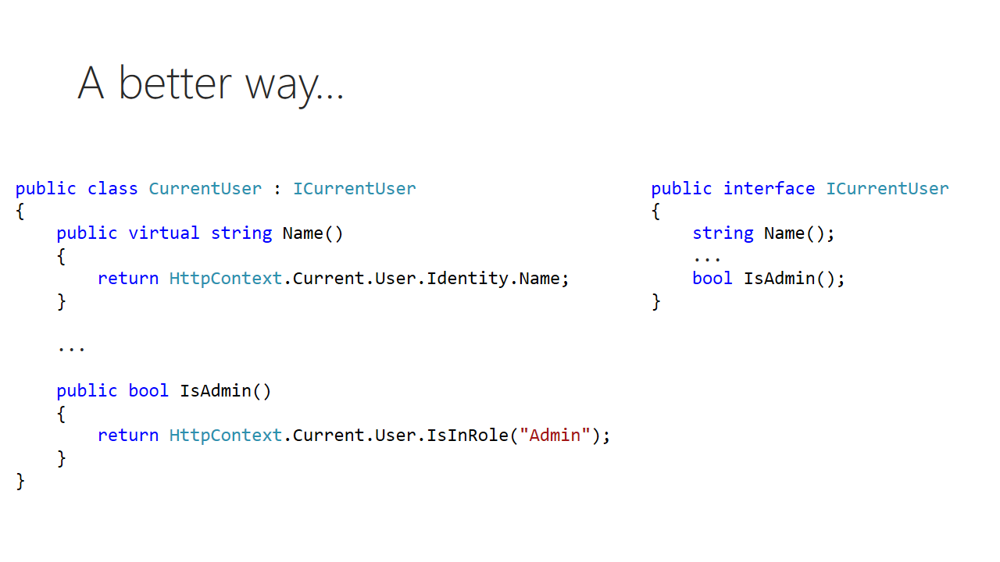 A better way...
public class CurrentUser : ICurrentUser
{
    public virtual string Name()
    {
        return HttpContext.Current.User.Identity.Name;
    }

    ...

    public bool IsAdmin()
    {
        return HttpContext.Current.User.IsInRole("Admin");
    }
}
public interface ICurrentUser
{
    string Name();
    ...
    bool IsAdmin();
}